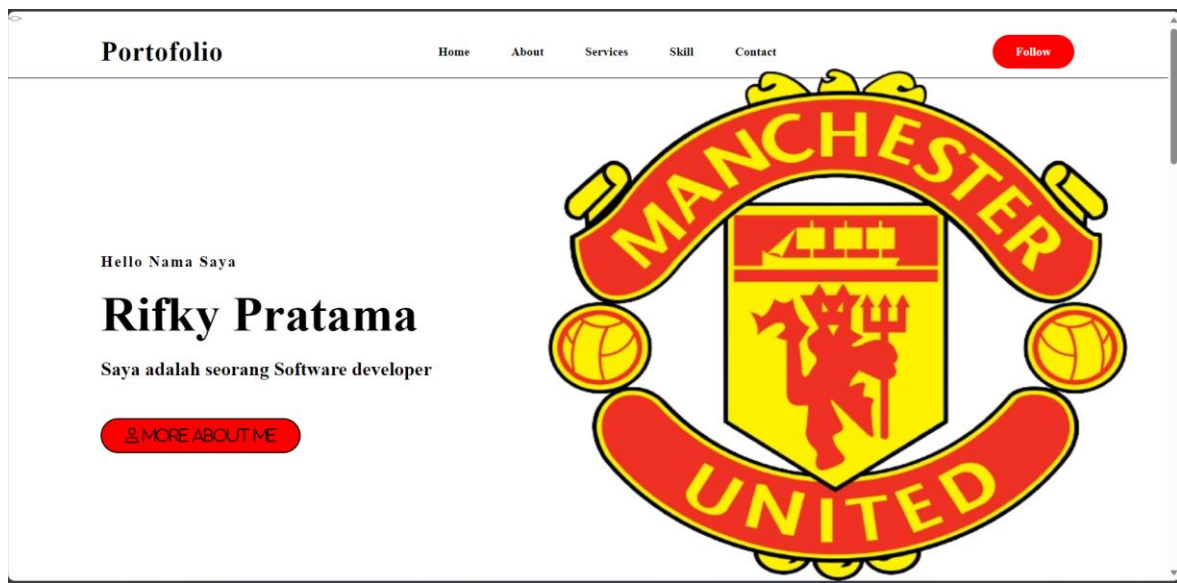 <>
Portofolio
Home About Services Skill Contact
Follow
MANCHESTER
UNITED
Hello Nama Saya
Rifky Pratama
Saya adalah seorang Software developer
MORE ABOUT ME